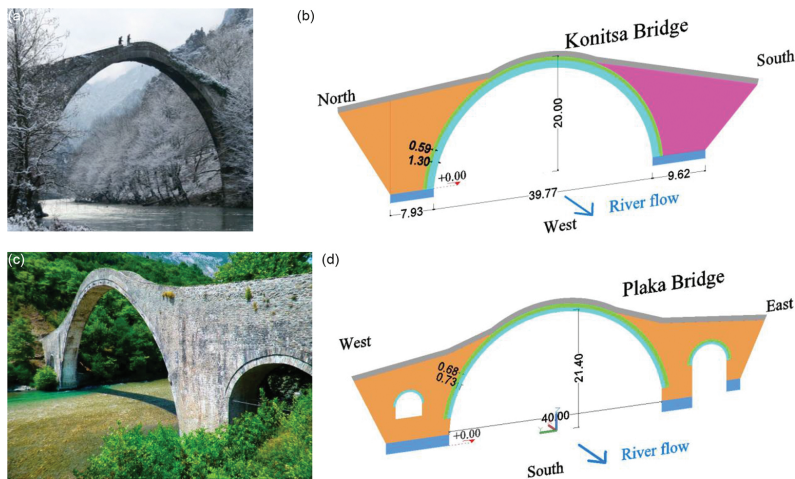 (a)
(b)
Konitsa Bridge
South
North
20.00
0.59
1.30
+0.00
39.77
9.62
7.93
River flow
West
(c)
(d)
Plaka Bridge
East
West
0.68
0.73
21.40
40.00
+0.00
River flow
South